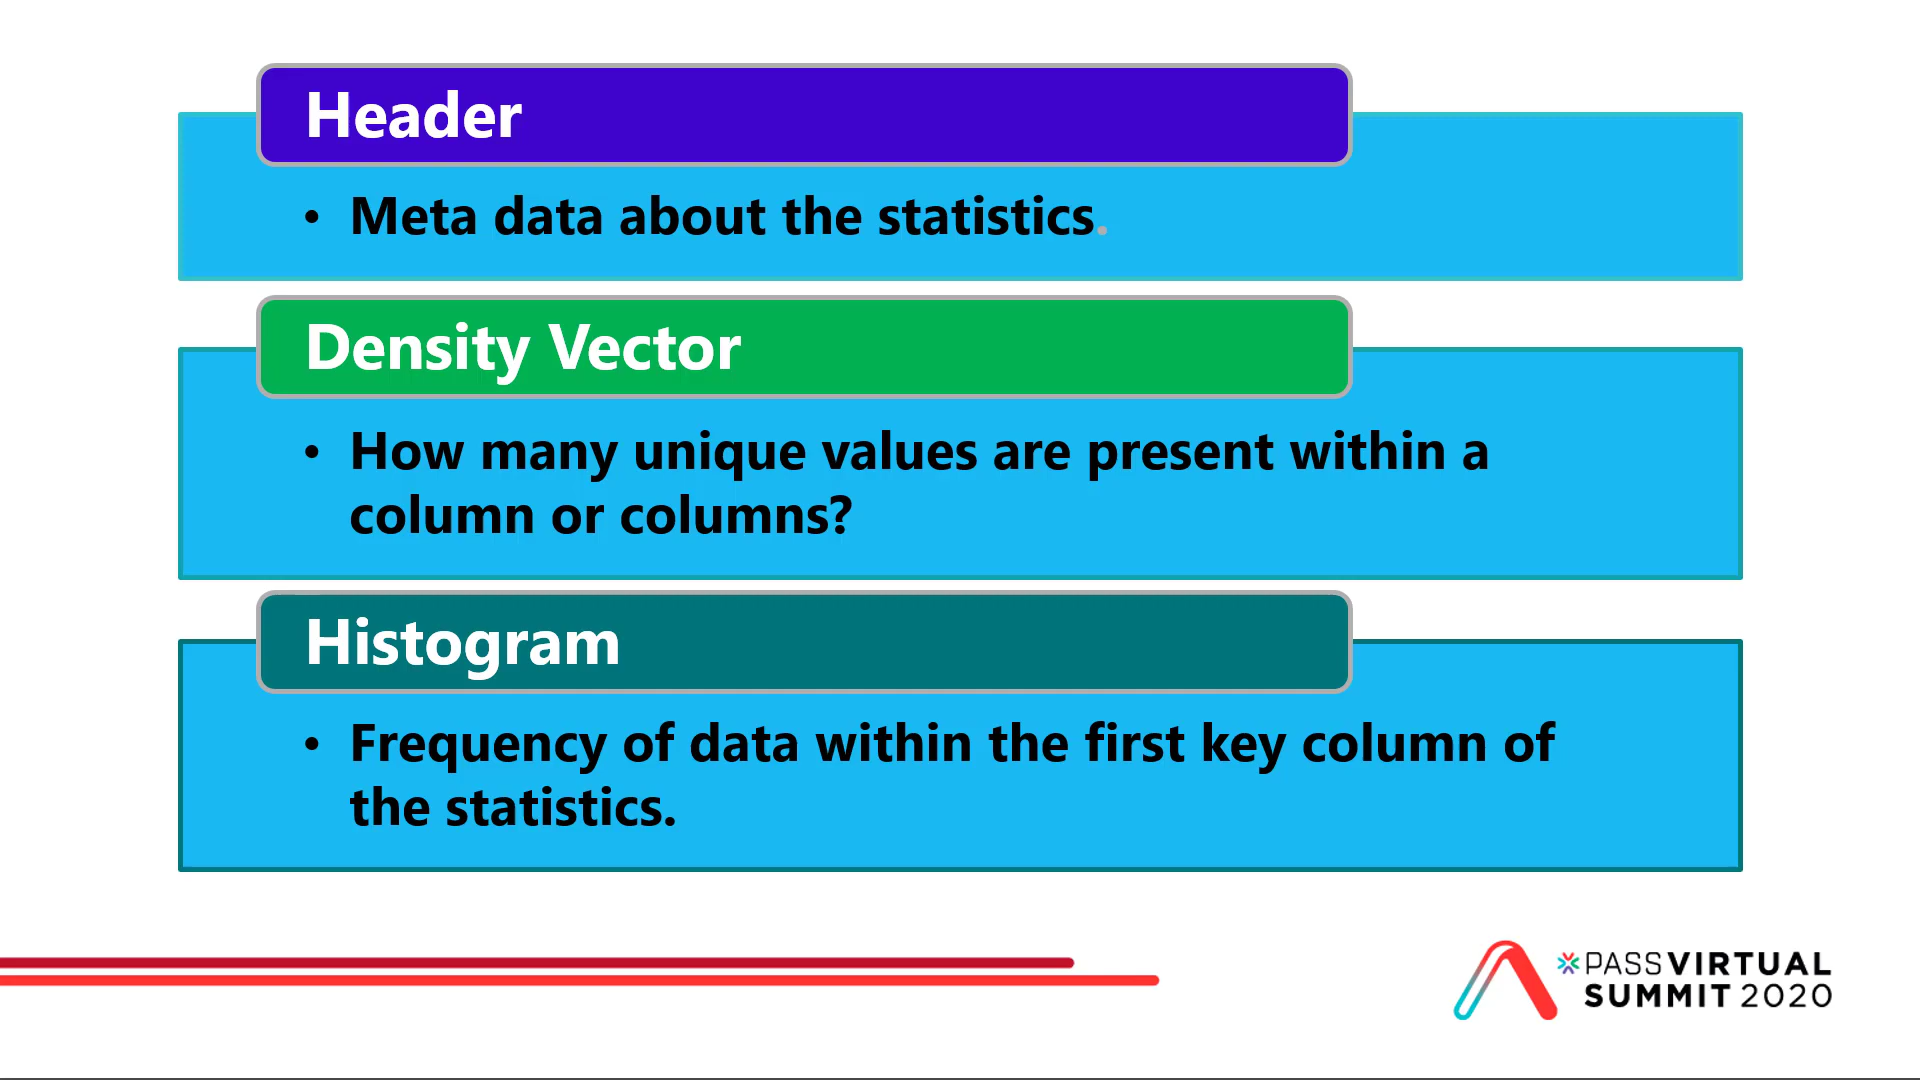 Header
• Meta data about the statistics.
Density Vector
• How many unique values are present within a
column or columns?
Histogram
• Frequency of data within the first key column of
the statistics.
PASS VIRTUAL
SUMMIT 2020